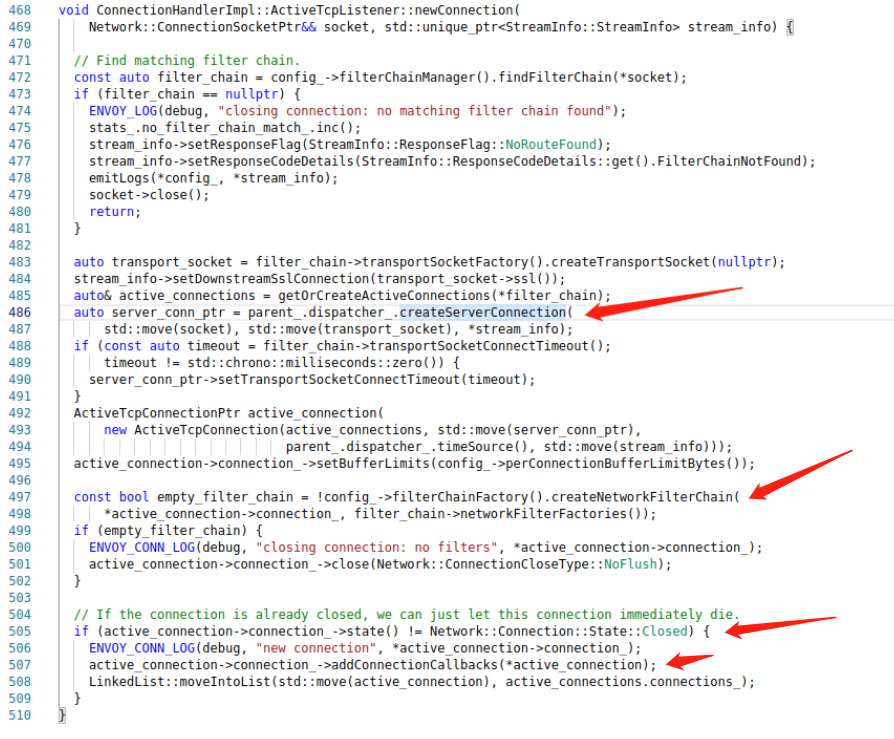 468 void ConnectionHandlerImpl::ActiveTcpListener::newConnection(
469     Network::ConnectionSocketPtr&& socket, std::unique_ptr<StreamInfo::StreamInfo> stream_info) {
470
471   // Find matching filter chain.
472   const auto filter_chain = config_->filterChainManager().findFilterChain(*socket);
473   if (filter_chain == nullptr) {
474     ENVOY_LOG(debug, "closing connection: no matching filter chain found");
475     stats_.no_filter_chain_match_.inc();
476     stream_info->setResponseFlag(StreamInfo::ResponseFlag::NoRouteFound);
477     stream_info->setResponseCodeDetails(StreamInfo::ResponseCodeDetails::get().FilterChainNotFound);
478     emitLogs(*config_, *stream_info);
479     socket->close();
480     return;
481   }
482
483   auto transport_socket = filter_chain->transportSocketFactory().createTransportSocket(nullptr);
484   stream_info->setDownstreamSslConnection(transport_socket->ssl());
485   auto& active_connections = getOrCreateActiveConnections(*filter_chain);
486   auto server_conn_ptr = parent_.dispatcher_.createServerConnection(
487       std::move(socket), std::move(transport_socket), *stream_info);
488   if (const auto timeout = filter_chain->transportSocketConnectTimeout();
489       timeout != std::chrono::milliseconds::zero()) {
490     server_conn_ptr->setTransportSocketConnectTimeout(timeout);
491   }
492   ActiveTcpConnectionPtr active_connection(
493       new ActiveTcpConnection(active_connections, std::move(server_conn_ptr),
494                               parent_.dispatcher_.timeSource(), std::move(stream_info)));
495   active_connection->connection_->setBufferLimits(config_->perConnectionBufferLimitBytes());
496
497   const bool empty_filter_chain = !config_->filterChainFactory().createNetworkFilterChain(
498       *active_connection->connection_, filter_chain->networkFilterFactories());
499   if (empty_filter_chain) {
500     ENVOY_CONN_LOG(debug, "closing connection: no filters", *active_connection->connection_);
501     active_connection->connection_->close(Network::ConnectionCloseType::NoFlush);
502   }
503
504   // If the connection is already closed, we can just let this connection immediately die.
505   if (active_connection->connection_->state() != Network::Connection::State::Closed) {
506     ENVOY_CONN_LOG(debug, "new connection", *active_connection->connection_);
507     active_connection->connection_->addConnectionCallbacks(*active_connection);
508     LinkedList::moveIntoList(std::move(active_connection), active_connections.connections_);
509   }
510 }